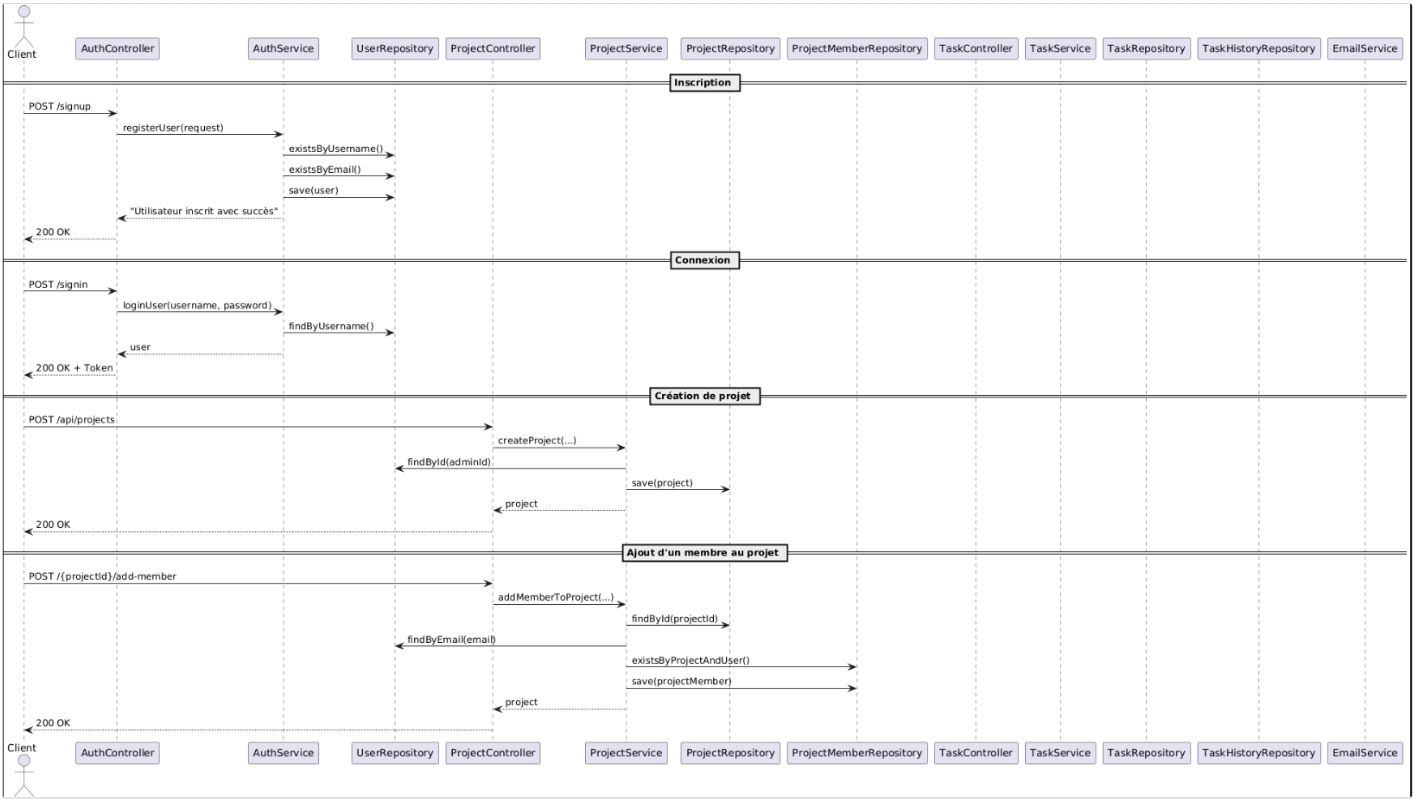 Client
AuthController AuthService UserRepository ProjectController ProjectService ProjectRepository ProjectMemberRepository TaskController TaskService TaskRepository TaskHistoryRepository EmailService
Inscription
POST /signup
registerUser(request)
existsByUsername()
existsByEmail()
save(user)
"Utilisateur inscrit avec succès"
200 OK
Connexion
POST /signin
loginUser(username, password)
findByUsername()
user
200 OK + Token
Création de projet
POST /api/projects
createProject(...)
findById(adminId)
save(project)
project
200 OK
Ajout d'un membre au projet
POST /{projectId}/add-member
addMemberToProject(...)
findById(projectId)
findByEmail(email)
existsByProjectAndUser()
save(projectMember)
project
200 OK
Client
AuthController AuthService UserRepository ProjectController ProjectService ProjectRepository ProjectMemberRepository TaskController TaskService TaskRepository TaskHistoryRepository EmailService